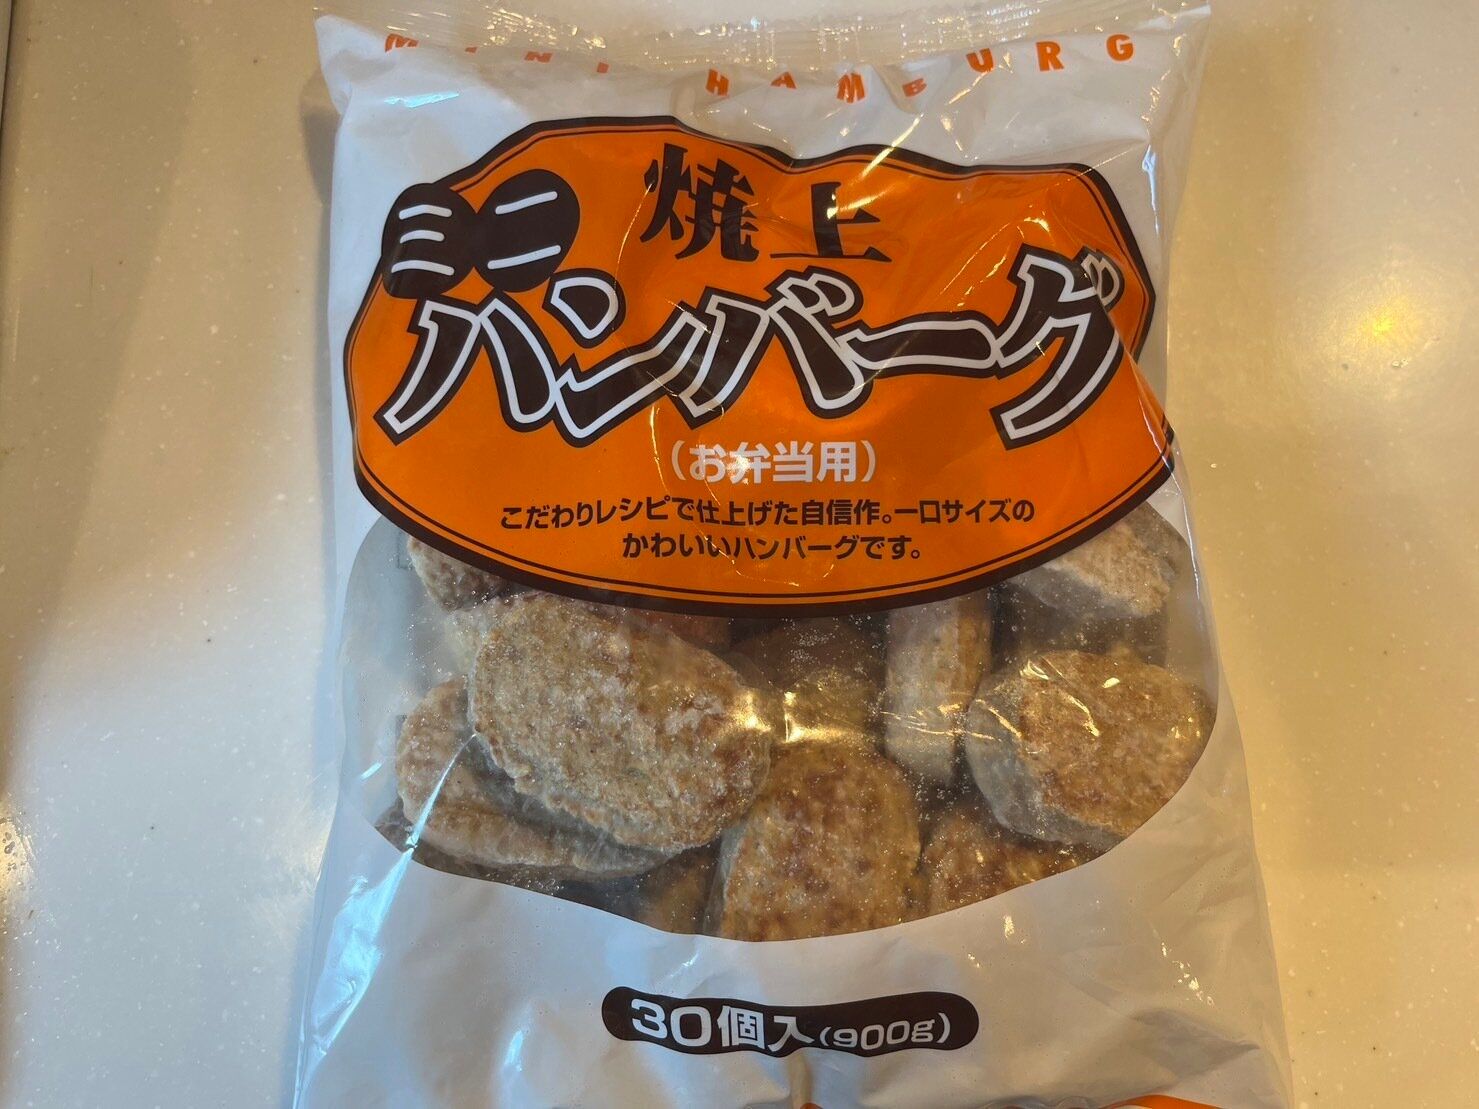 MINI HAMBURG
焼上
ミニ
ハンバーグ
(お弁当用)
こだわりレシピで仕上げた自信作。一口サイズの
かわいいハンバーグです。
30個入(900g)